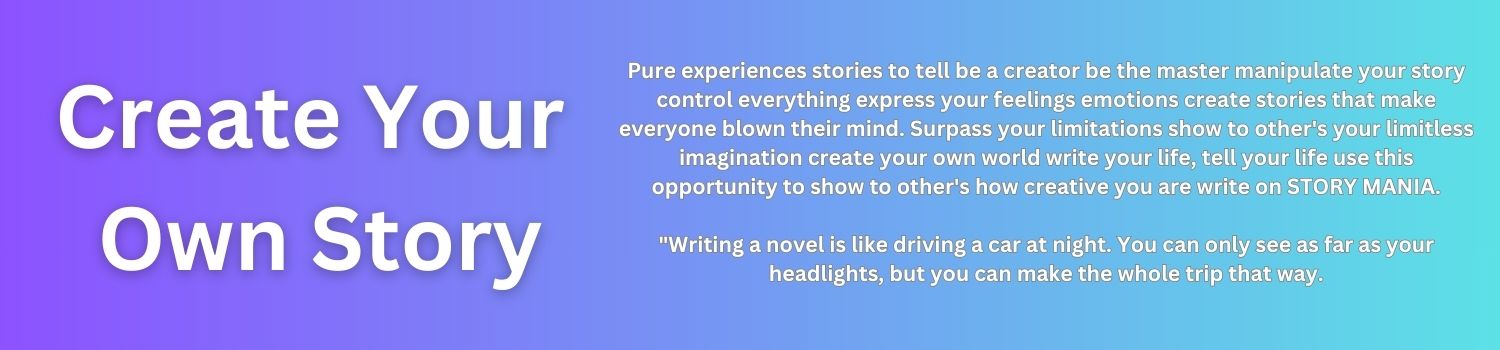 Create Your
Own Story
Pure experiences stories to tell be a creator be the master manipulate your story
control everything express your feelings emotions create stories that make
everyone blown their mind. Surpass your limitations show to other's your limitless
imagination create your own world write your life, tell your life use this
opportunity to show to other's how creative you are write on STORY MANIA.
"Writing a novel is like driving a car at night. You can only see as far as your
headlights, but you can make the whole trip that way.